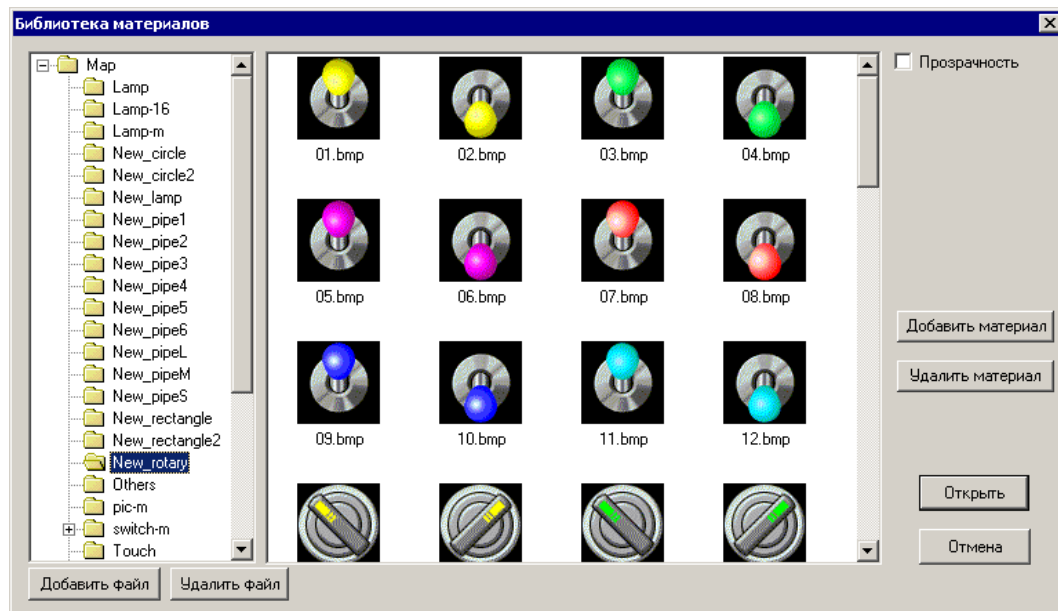 Библиотека материалов
Map
Lamp
Lamp-16
Lamp-m
New_circle
New_circle2
New_lamp
New_pipe1
New_pipe2
New_pipe3
New_pipe4
New_pipe5
New_pipe6
New_pipeL
New_pipeM
New_pipeS
New_rectangle
New_rectangle2
New_rotary
Others
pic-m
switch-m
Touch
01.bmp 02.bmp 03.bmp 04.bmp
05.bmp 06.bmp 07.bmp 08.bmp
09.bmp 10.bmp 11.bmp 12.bmp
Прозрачность
Добавить материал
Удалить материал
Открыть
Отмена
Добавить файл Удалить файл